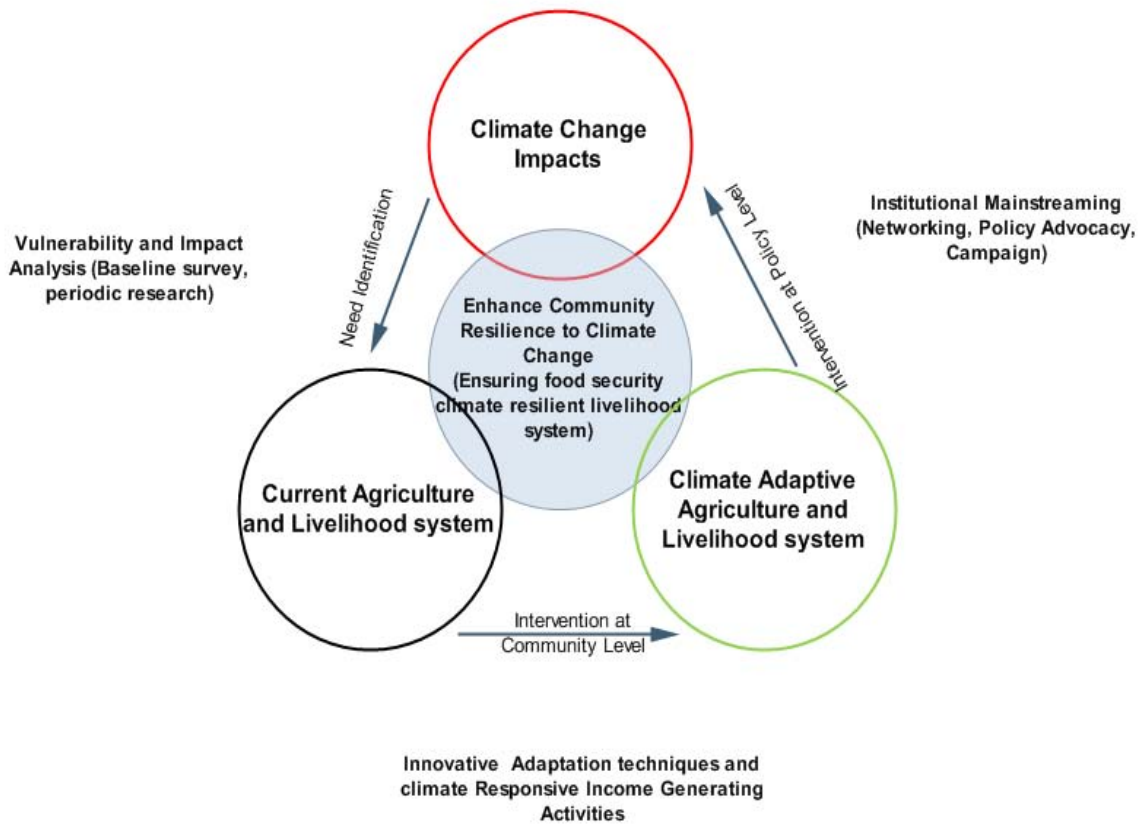 Climate Change
Impacts
Institutional Mainstreaming
(Networking, Policy Advocacy,
Campaign)
Vulnerability and Impact
Analysis (Baseline survey,
periodic research)
Need Identification
Intervention at Policy Level
Enhance Community
Resilience to Climate
Change
(Ensuring food security
climate resilient livelihood
system)
Current Agriculture
and Livelihood system
Climate Adaptive
Agriculture and
Livelihood system
Intervention at
Community Level
Innovative Adaptation techniques and
climate Responsive Income Generating
Activities